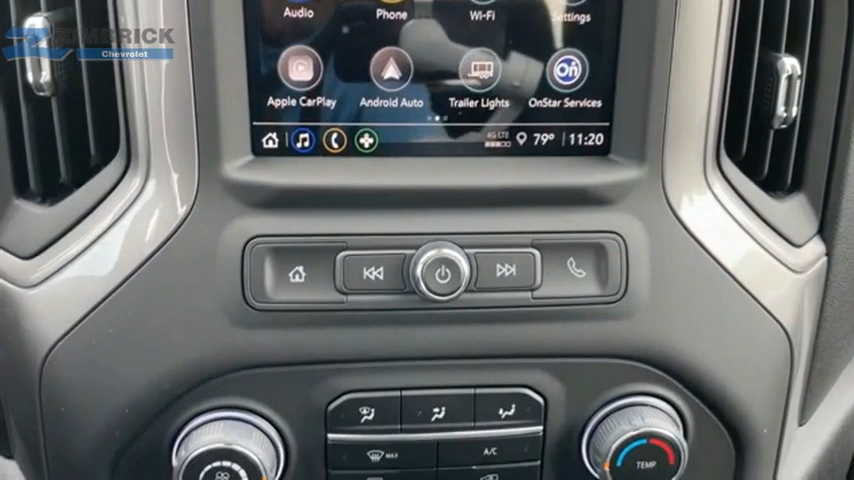 Audio Phone Wi-Fi Settings
Apple CarPlay Android Auto Trailer Lights OnStar Services
4G LTE 79° 11:20
Chevrolet
MAX A/C
TEMP